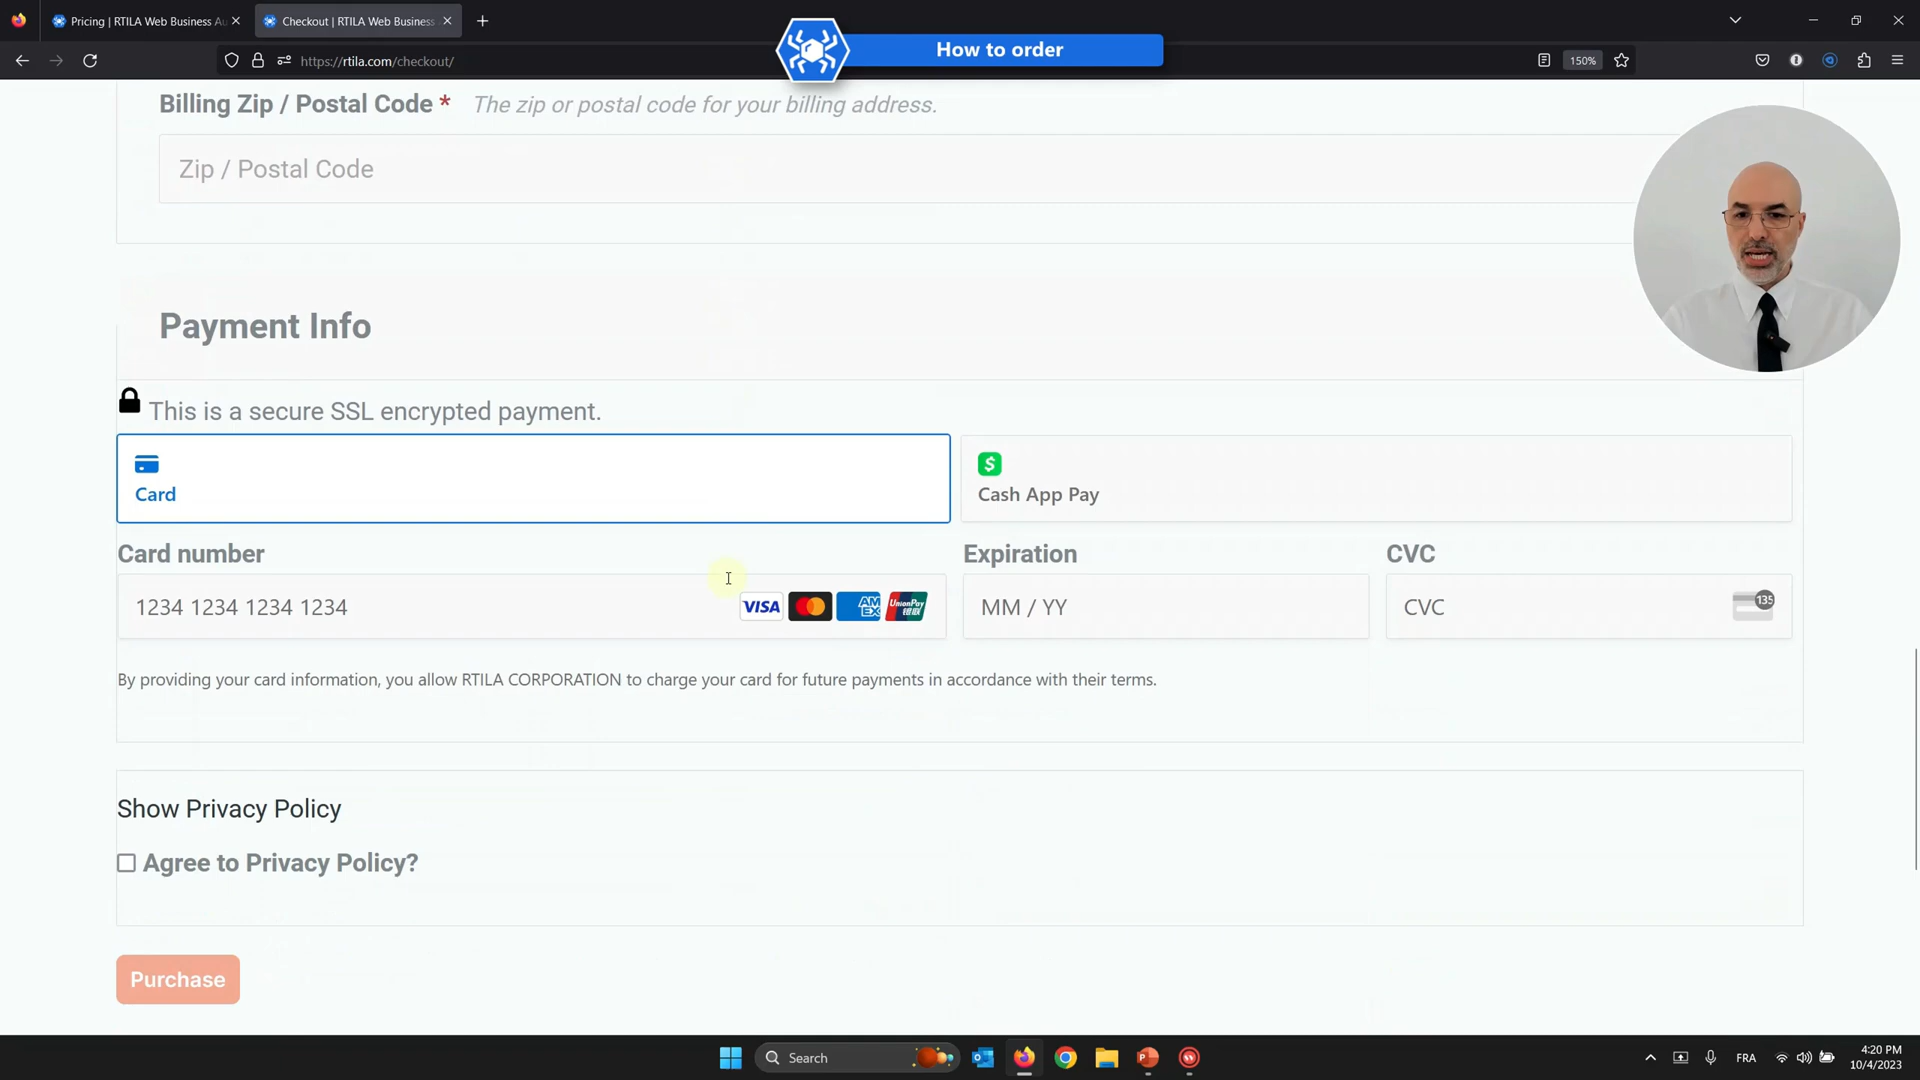 Pricing | RTILA Web Business Au
Checkout | RTILA Web Business
How to order
https://rtila.com/checkout/
150%
Billing Zip / Postal Code * The zip or postal code for your billing address.
Zip / Postal Code
Payment Info
This is a secure SSL encrypted payment.
Card
Cash App Pay
Card number
Expiration
CVC
1234 1234 1234 1234
VISA
AM EX
UnionPay
MM / YY
CVC
135
By providing your card information, you allow RTILA CORPORATION to charge your card for future payments in accordance with their terms.
Show Privacy Policy
Agree to Privacy Policy?
Purchase
Search
FRA
4:20 PM
10/4/2023